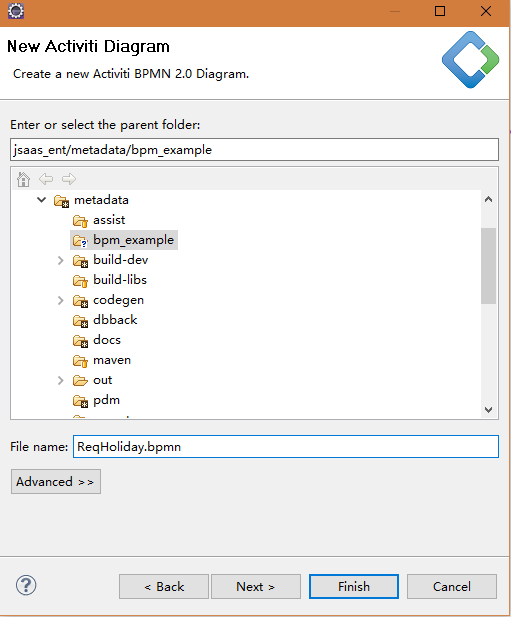 New Activiti Diagram
Create a new Activiti BPMN 2.0 Diagram.
Enter or select the parent folder:
jsaas_ent/metadata/bpm_example
metadata
assist
bpm_example
build-dev
build-libs
codegen
dbback
docs
maven
out
pdm
File name: ReqHoliday.bpmn
Advanced >>
< Back Next > Finish Cancel